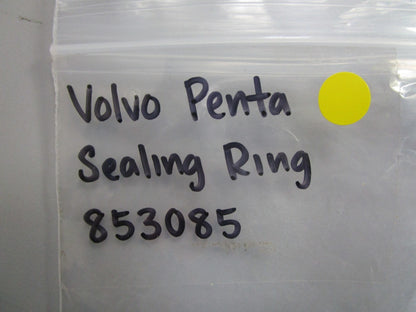 Volvo Penta
Sealing Ring
853085